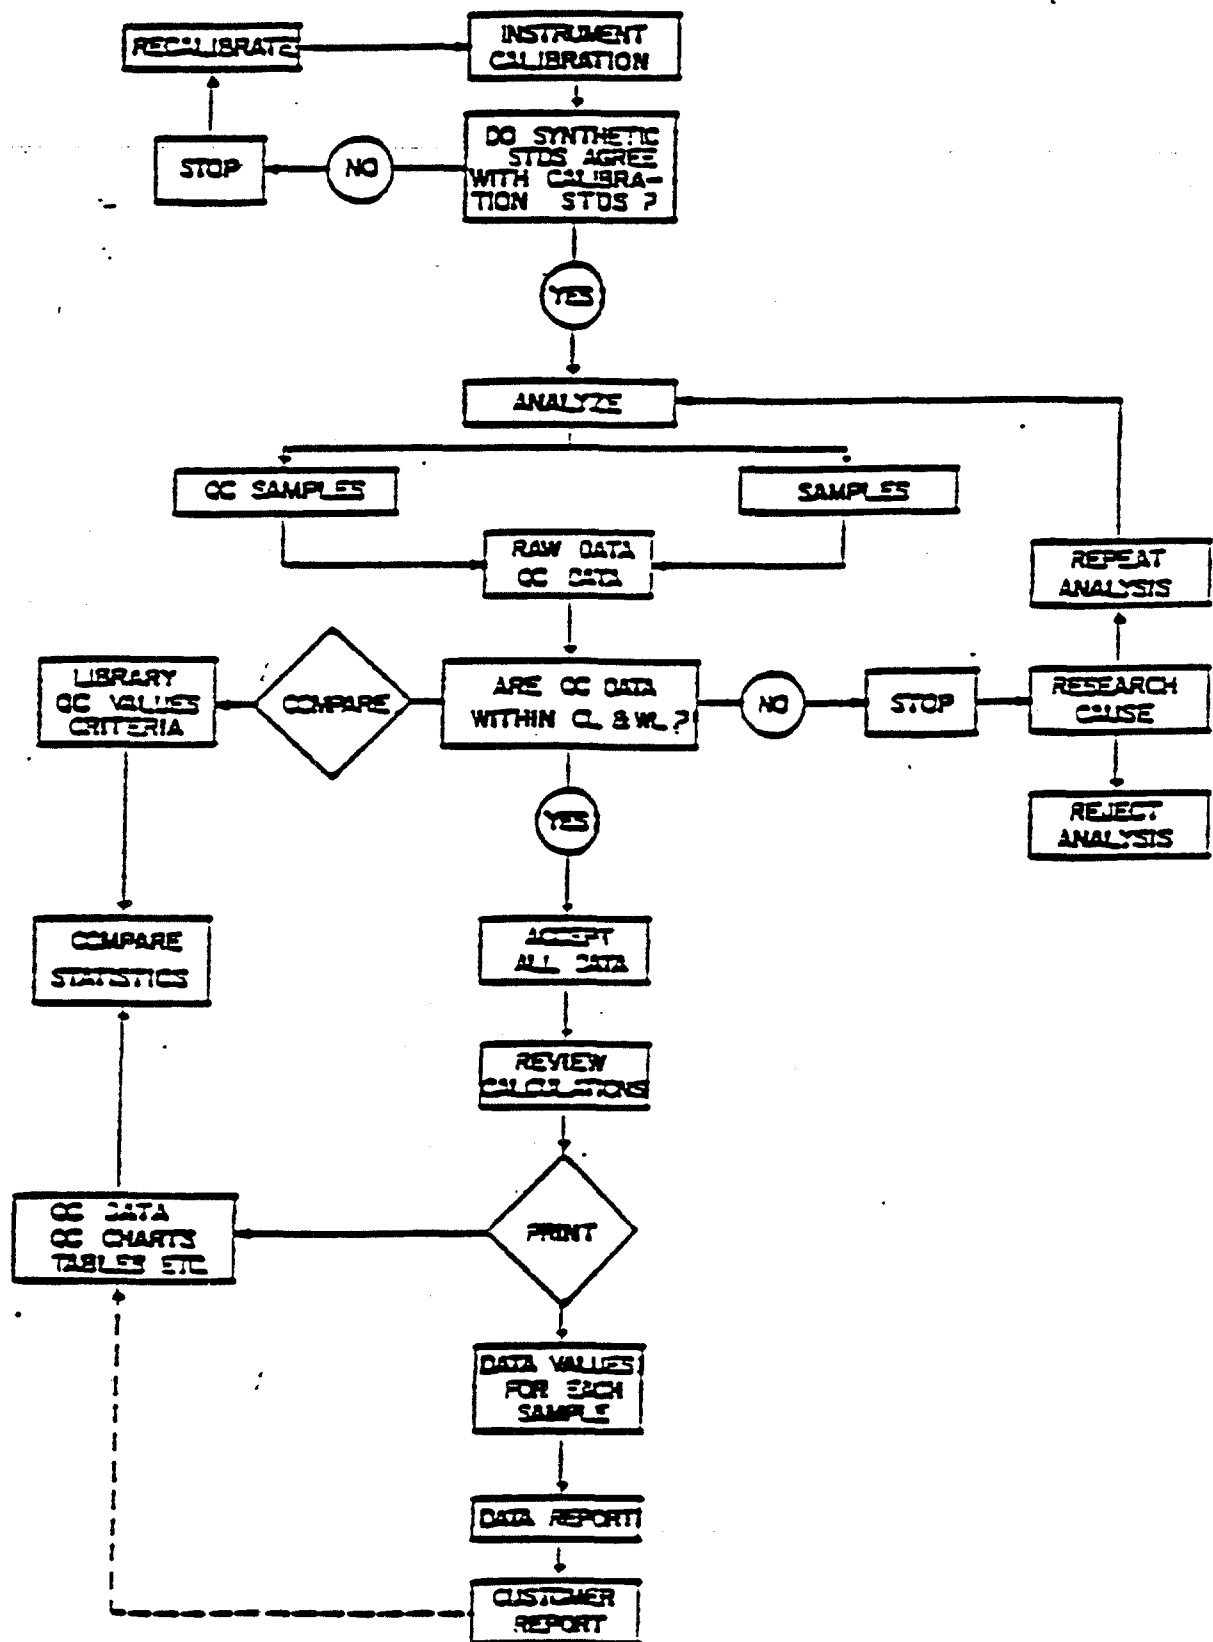 RECALIBRATE
INSTRUMENT
CALIBRATION
STOP
NO
DO SYNTHETIC
STDS AGREE
WITH CALIBRA-
TION STDS ?
YES
ANALYZE
QC SAMPLES
SAMPLES
RAW DATA
QC DATA
REPEAT
ANALYSIS
LIBRARY
QC VALUES
CRITERIA
COMPARE
ARE QC DATA
WITHIN CL & WL ?
NO
STOP
RESEARCH
CAUSE
YES
REJECT
ANALYSIS
COMPARE
STATISTICS
ACCEPT
ALL DATA
REVIEW
CALCULATIONS
QC DATA
QC CHARTS
TABLES ETC
PRINT
DATA VALUES
FOR EACH
SAMPLE
DATA REPORT
CUSTOMER
REPORT